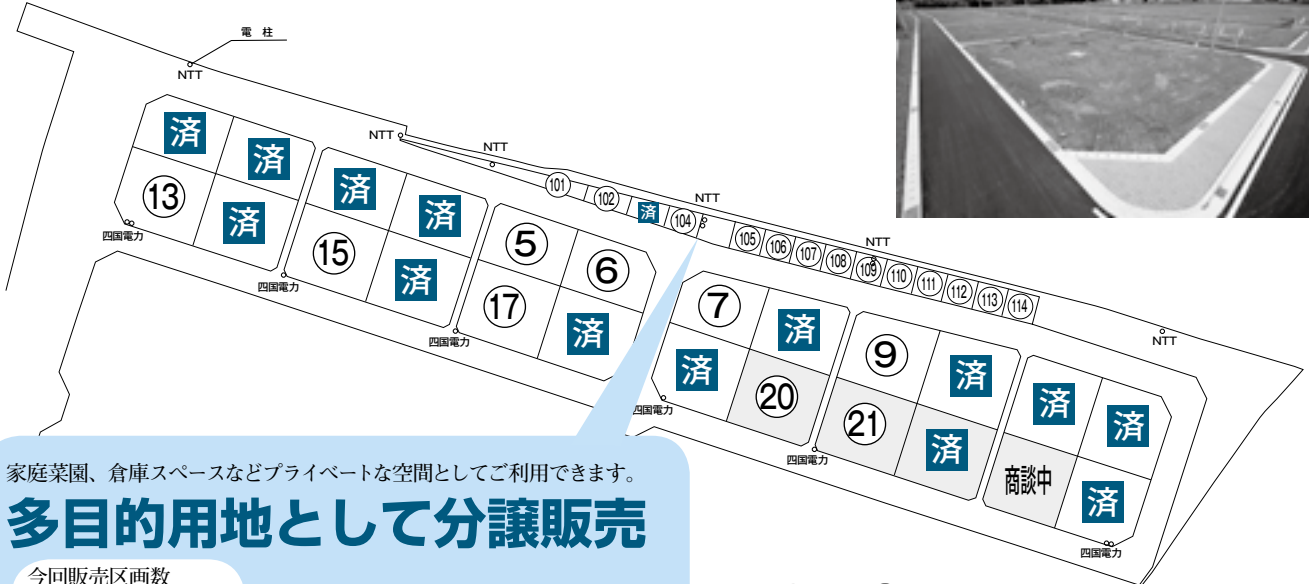 電柱
NTT
済
済
⑬
済
四国電力
NTT
済
済
⑮
済
四国電力
NTT
⑤
⑥
⑰
済
四国電力
101
102
済
104
NTT
105
106
107
108
109
NTT
110
111
112
113
114
NTT
⑦
済
済
⑳
四国電力
⑨
済
㉑
済
四国電力
済
済
商談中
済
四国電力
家庭菜園、倉庫スペースなどプライベートな空間としてご利用できます。
多目的用地として分譲販売
今回販売区画数